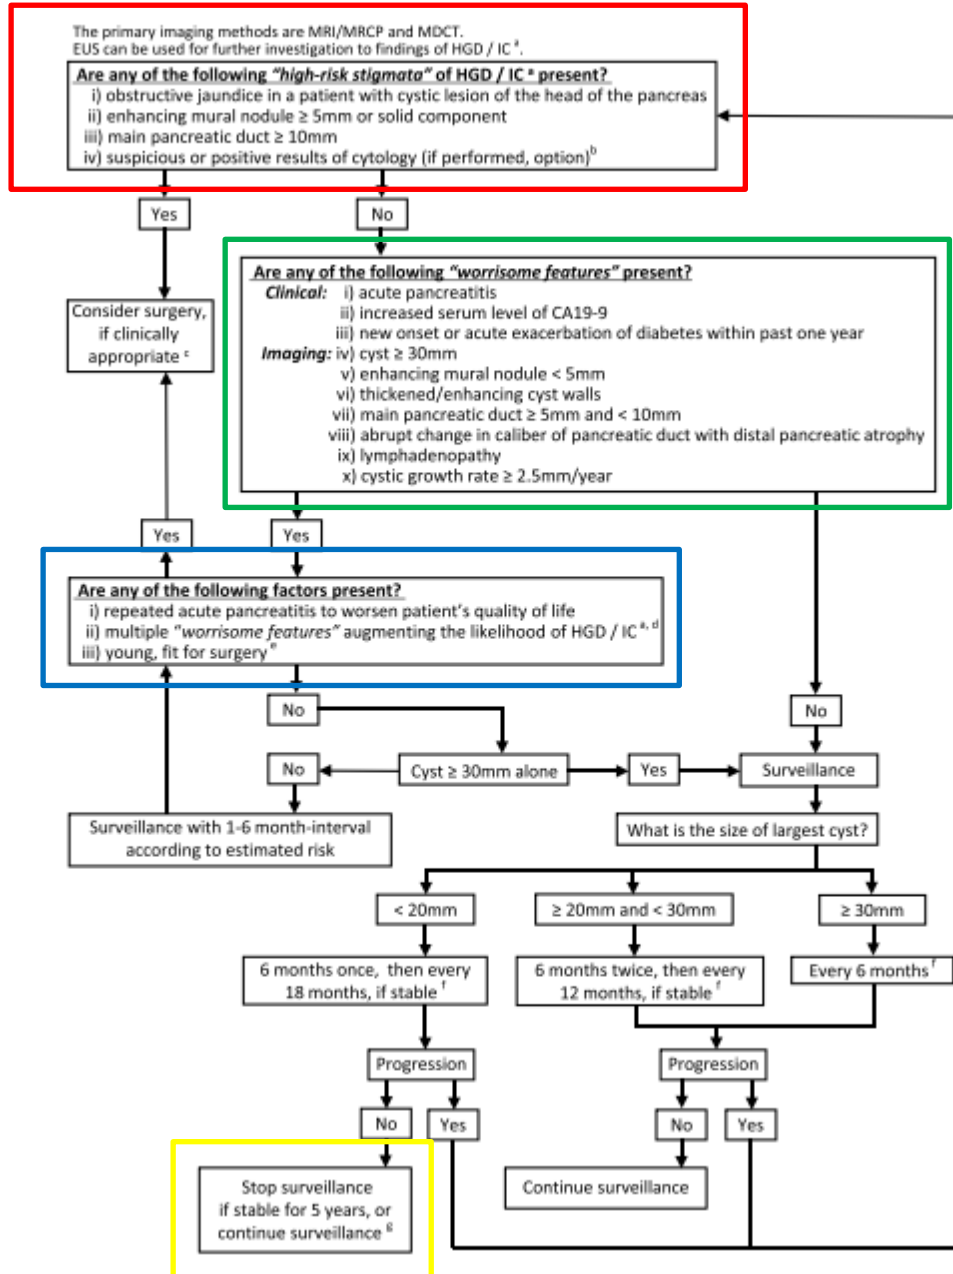 The primary imaging methods are MRI/MRCP and MDCT.
EUS can be used for further investigation to findings of HGD / IC a.
Are any of the following "high-risk stigmata" of HGD / IC a present?
i) obstructive jaundice in a patient with cystic lesion of the head of the pancreas
ii) enhancing mural nodule ≥ 5mm or solid component
iii) main pancreatic duct ≥ 10mm
iv) suspicious or positive results of cytology (if performed, option)b
Yes
No
Consider surgery,
if clinically
appropriate c
Are any of the following "worrisome features" present?
Clinical: i) acute pancreatitis
ii) increased serum level of CA19-9
iii) new onset or acute exacerbation of diabetes within past one year
Imaging: iv) cyst ≥ 30mm
v) enhancing mural nodule < 5mm
vi) thickened/enhancing cyst walls
vii) main pancreatic duct ≥ 5mm and < 10mm
viii) abrupt change in caliber of pancreatic duct with distal pancreatic atrophy
ix) lymphadenopathy
x) cystic growth rate ≥ 2.5mm/year
Yes
Yes
Are any of the following factors present?
i) repeated acute pancreatitis to worsen patient's quality of life
ii) multiple "worrisome features" augmenting the likelihood of HGD / IC a, d
iii) young, fit for surgery e
No
No
No
Cyst ≥ 30mm alone
Yes
Surveillance
Surveillance with 1-6 month-interval
according to estimated risk
What is the size of largest cyst?
< 20mm
≥ 20mm and < 30mm
≥ 30mm
6 months once, then every
18 months, if stable f
6 months twice, then every
12 months, if stable f
Every 6 months f
Progression
Progression
No
Yes
No
Yes
Stop surveillance
if stable for 5 years, or
continue surveillance g
Continue surveillance